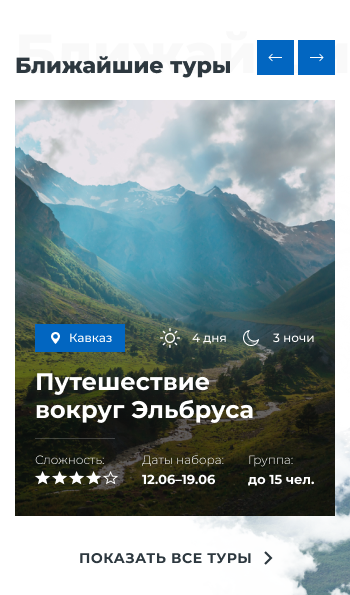 Ближайшие туры
Кавказ
4 дня
3 ночи
Путешествие
вокруг Эльбруса
Сложность:
Даты набора:
Группа:
12.06–19.06
до 15 чел.
ПОКАЗАТЬ ВСЕ ТУРЫ